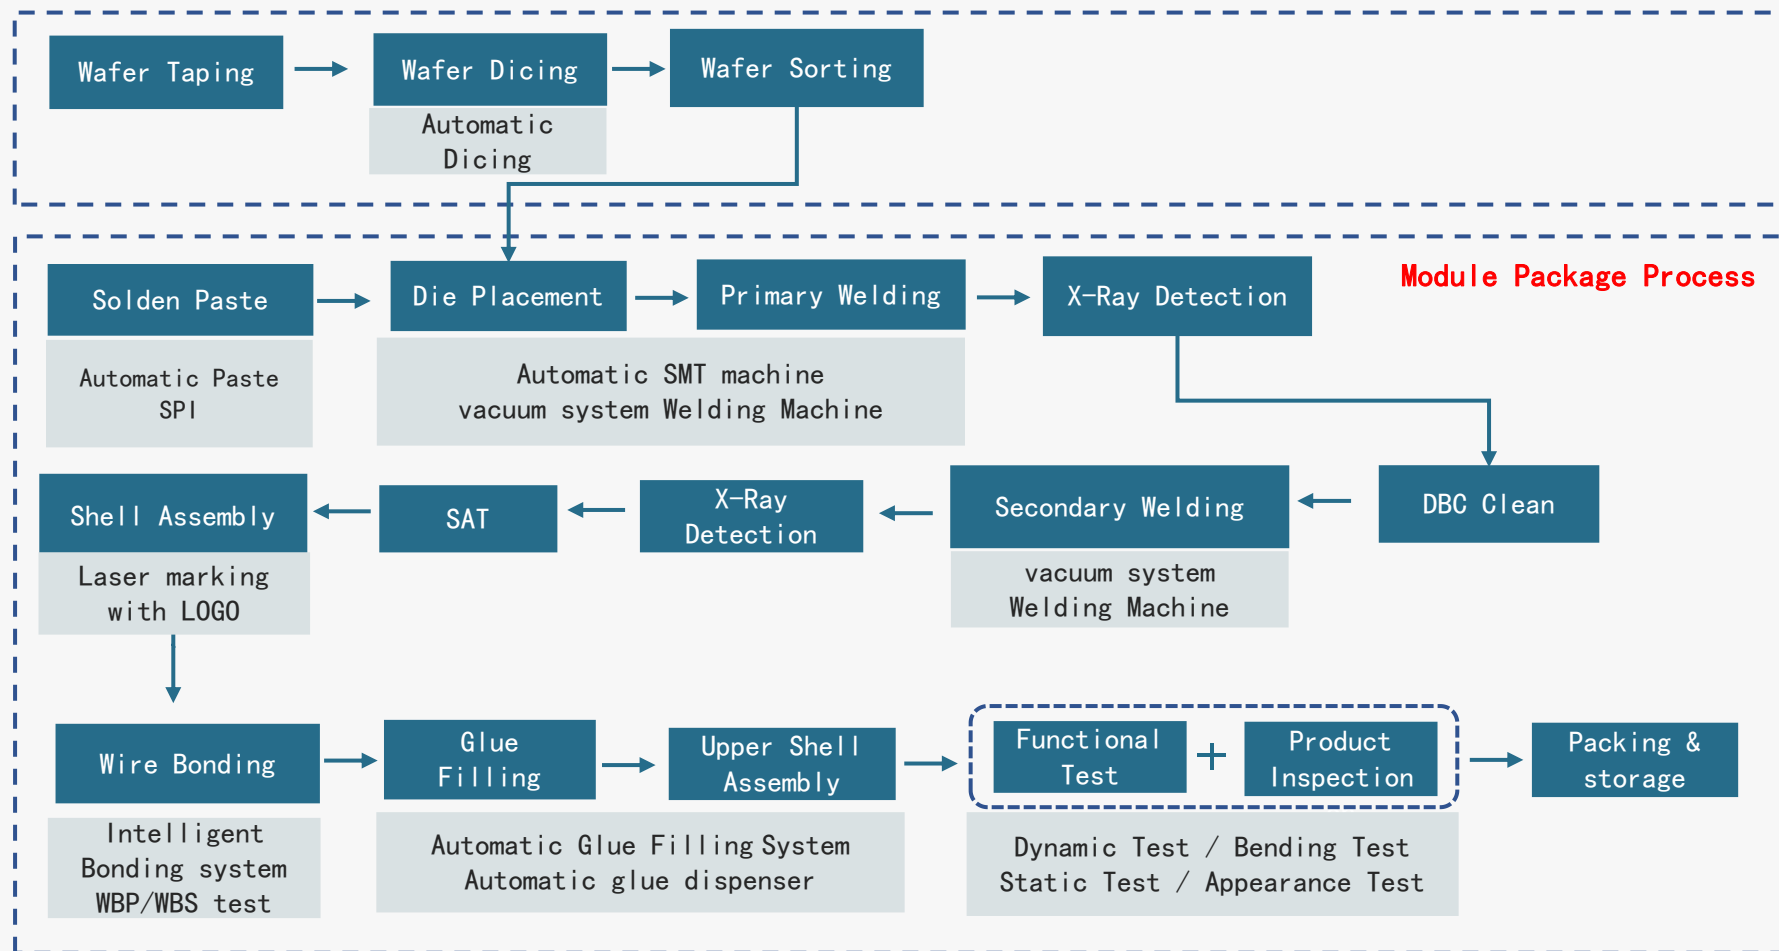 Wafer Taping
Wafer Dicing
Wafer Sorting
Automatic
Dicing
Module Package Process
Solden Paste
Die Placement
Primary Welding
X-Ray Detection
Automatic Paste
SPI
Automatic SMT machine
vacuum system Welding Machine
Shell Assembly
SAT
X-Ray
Detection
Secondary Welding
DBC Clean
Laser marking
with LOGO
vacuum system
Welding Machine
Wire Bonding
Glue
Filling
Upper Shell
Assembly
Functional
Test
+
Product
Inspection
Packing &
storage
Intelligent
Bonding system
WBP/WBS test
Automatic Glue Filling System
Automatic glue dispenser
Dynamic Test / Bending Test
Static Test / Appearance Test